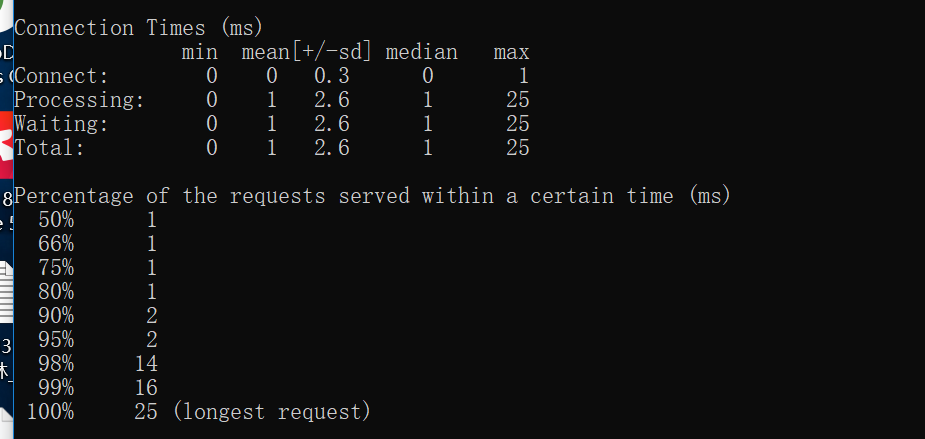 Connection Times (ms)
              min  mean[+/-sd] median   max
Connect:        0    0   0.3      0       1
Processing:     0    1   2.6      1      25
Waiting:        0    1   2.6      1      25
Total:          0    1   2.6      1      25
Percentage of the requests served within a certain time (ms)
  50%      1
  66%      1
  75%      1
  80%      1
  90%      2
  95%      2
  98%     14
  99%     16
 100%     25 (longest request)